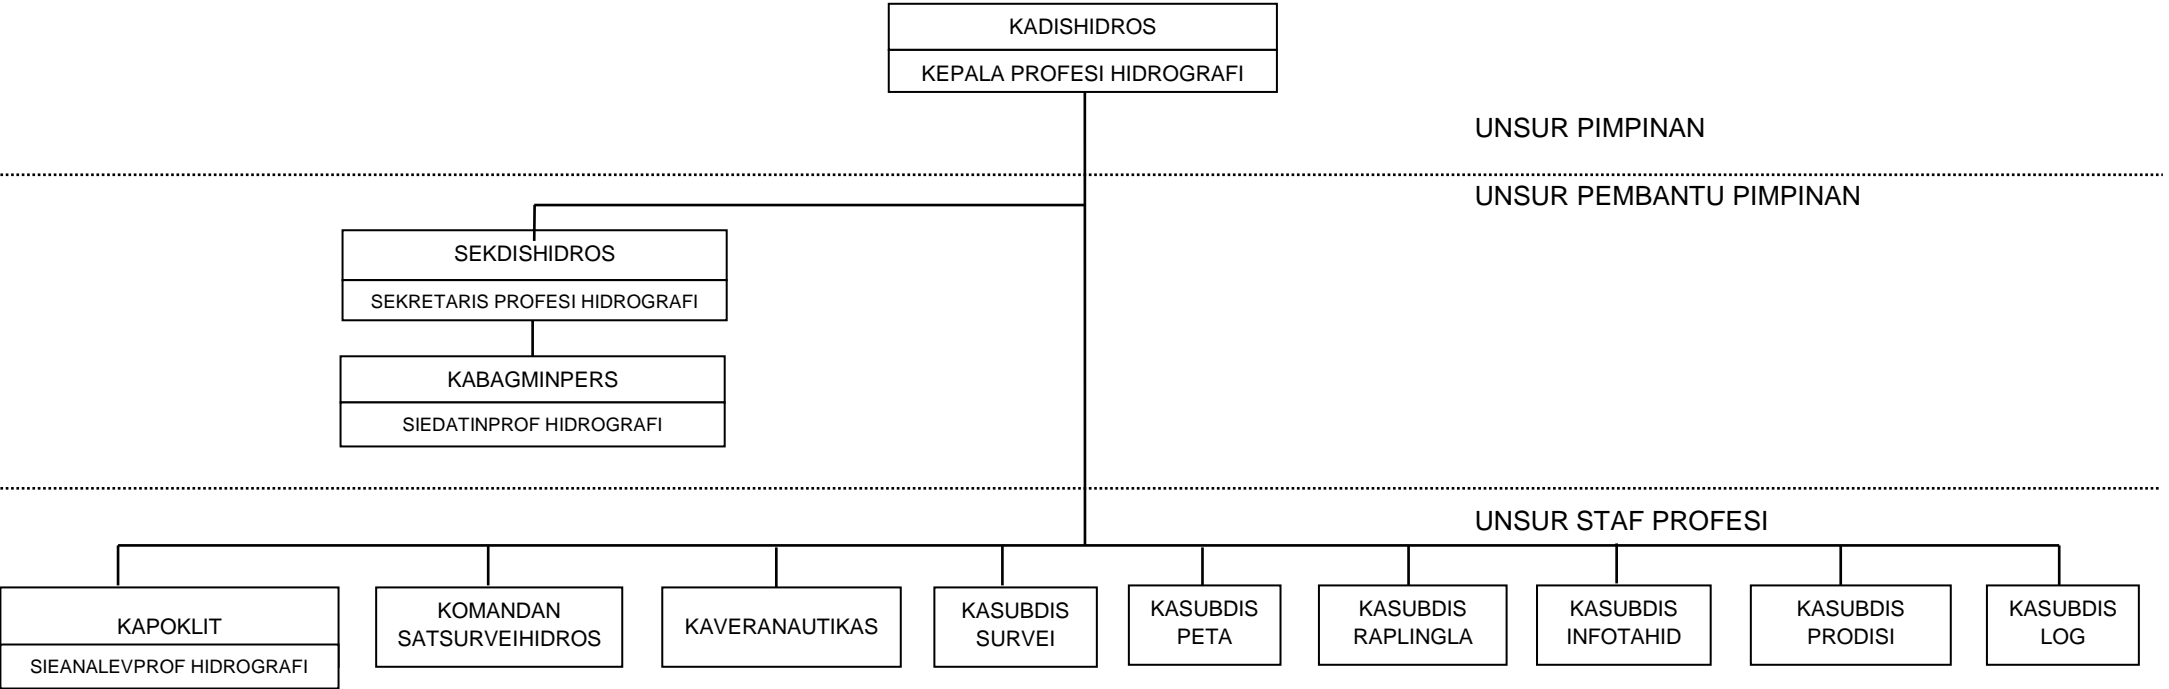 KADISHIDROS
KEPALA PROFESI HIDROGRAFI
UNSUR PIMPINAN
UNSUR PEMBANTU PIMPINAN
SEKDISHIDROS
SEKRETARIS PROFESI HIDROGRAFI
KABAGMINPERS
SIEDATINPROF HIDROGRAFI
UNSUR STAF PROFESI
KAPOKLIT
SIEANALEVPROF HIDROGRAFI
KOMANDAN
SATSURVEIHIDROS
KAVERANAUTIKAS
KASUBDIS
SURVEI
KASUBDIS
PETA
KASUBDIS
RAPLINGLA
KASUBDIS
INFOTAHID
KASUBDIS
PRODISI
KASUBDIS
LOG